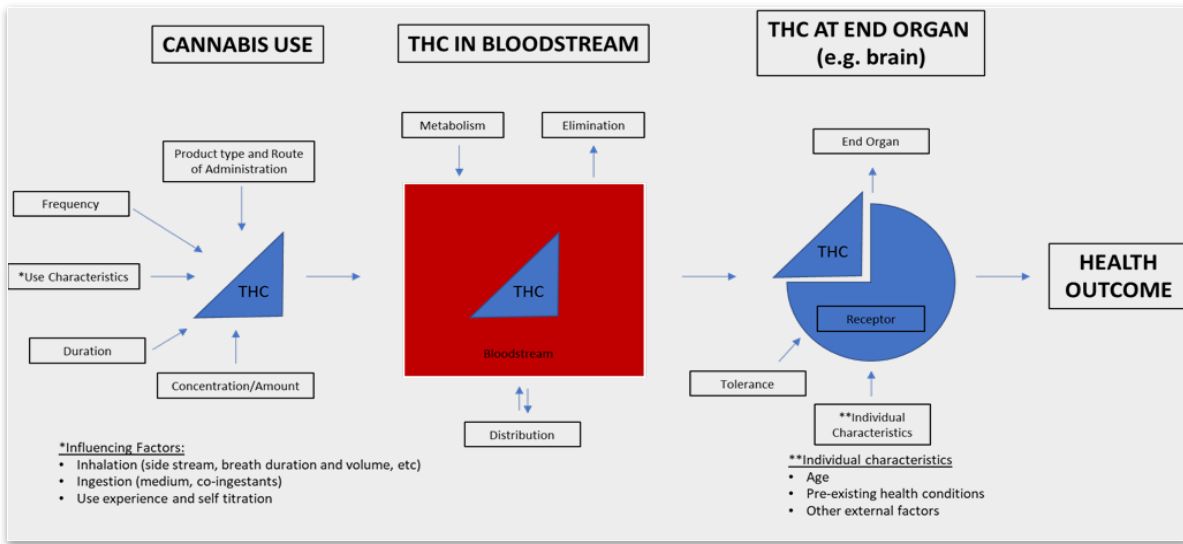 CANNABIS USE
THC IN BLOODSTREAM
THC AT END ORGAN
(e.g. brain)
Metabolism
Elimination
Product type and Route
of Administration
End Organ
Frequency
*Use Characteristics
THC
THC
THC
HEALTH
OUTCOME
Receptor
Duration
Bloodstream
Concentration/Amount
Tolerance
Distribution
**Individual
Characteristics
*Influencing Factors:
• Inhalation (side stream, breath duration and volume, etc)
• Ingestion (medium, co-ingestants)
• Use experience and self titration
**Individual characteristics
• Age
• Pre-existing health conditions
• Other external factors